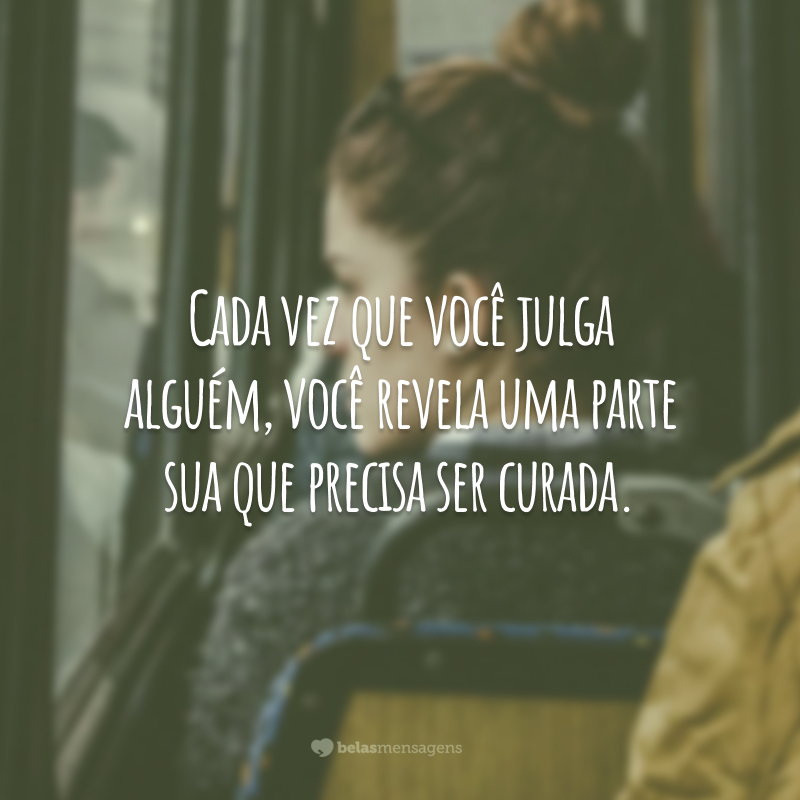 Cada vez que você julga
alguém, você revela uma parte
sua que precisa ser curada.
belasmensagens